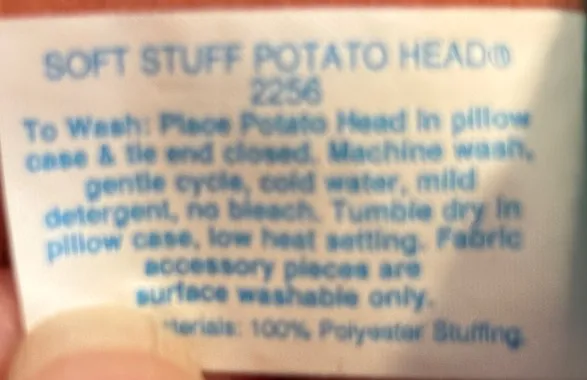 SOFT STUFF POTATO HEAD®
2256
To Wash: Place Potato Head in pillow
case & tie end closed. Machine wash,
gentle cycle, cold water, mild
detergent, no bleach. Tumble dry in
pillow case, low heat setting. Fabric
accessory pieces are
surface washable only.
terials: 100% Polyester Stuffing.